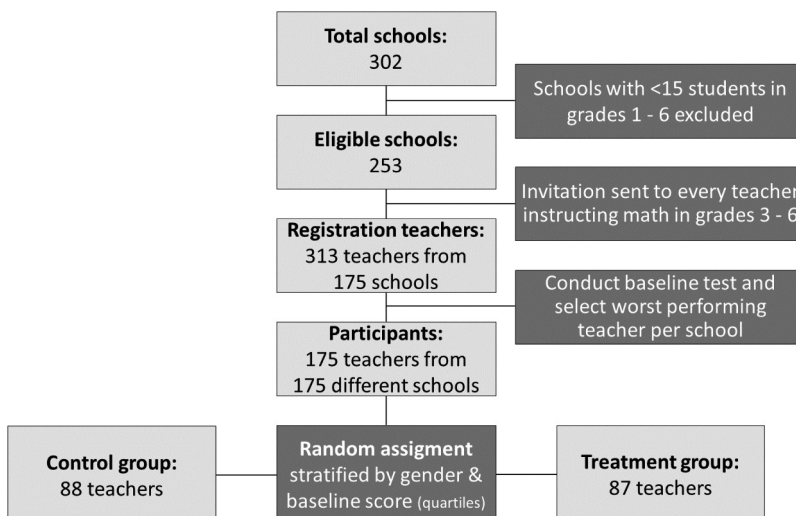 Total schools:
302
Schools with <15 students in
grades 1 - 6 excluded
Eligible schools:
253
Invitation sent to every teacher
instructing math in grades 3 - 6
Registration teachers:
313 teachers from
175 schools
Conduct baseline test and
select worst performing
teacher per school
Participants:
175 teachers from
175 different schools
Control group:
88 teachers
Random assigment
stratified by gender &
baseline score (quartiles)
Treatment group:
87 teachers